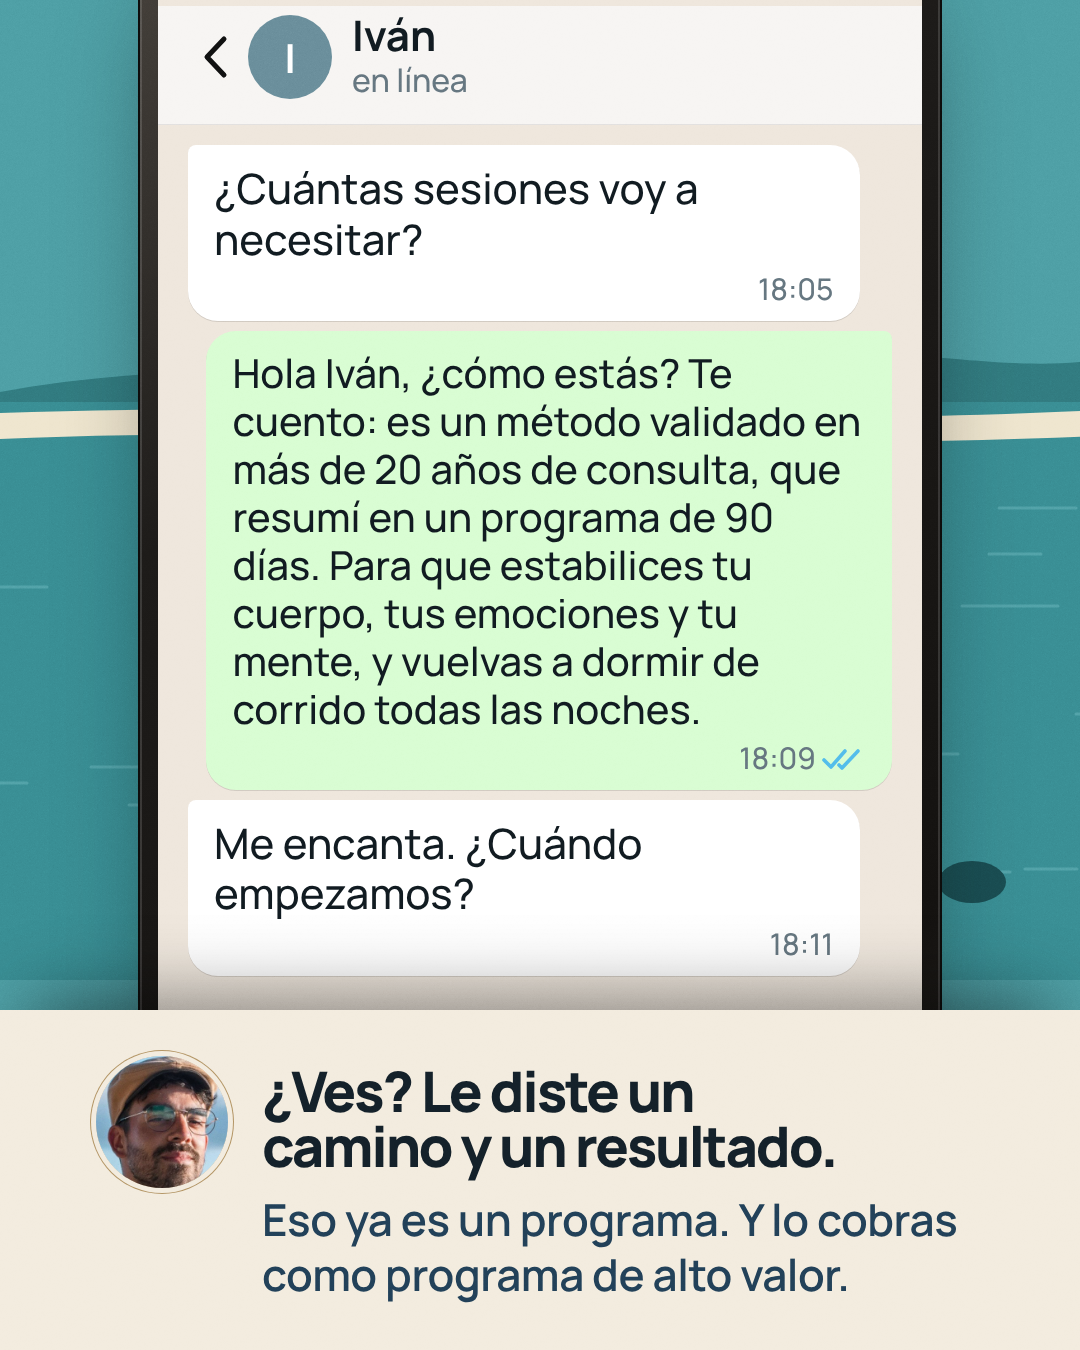 I
Iván
en línea
¿Cuántas sesiones voy a
necesitar?
18:05
Hola Iván, ¿cómo estás? Te
cuento: es un método validado en
más de 20 años de consulta, que
resumí en un programa de 90
días. Para que estabilices tu
cuerpo, tus emociones y tu
mente, y vuelvas a dormir de
corrido todas las noches.
18:09
Me encanta. ¿Cuándo
empezamos?
18:11
¿Ves? Le diste un
camino y un resultado.
Eso ya es un programa. Y lo cobras
como programa de alto valor.